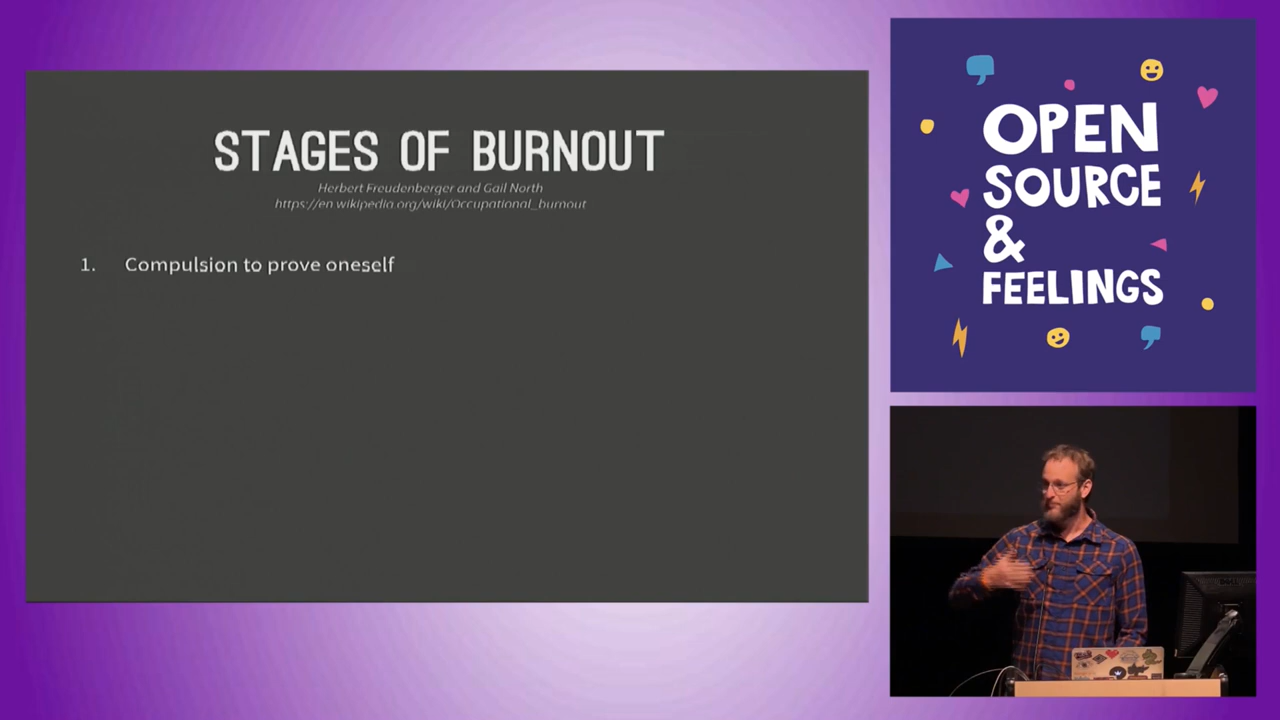 STAGES OF BURNOUT
Herbert Freudenberger and Gail North
https://en.wikipedia.org/wiki/Occupational_burnout
1. Compulsion to prove oneself
OPEN
SOURCE
&
FEELINGS
DELL